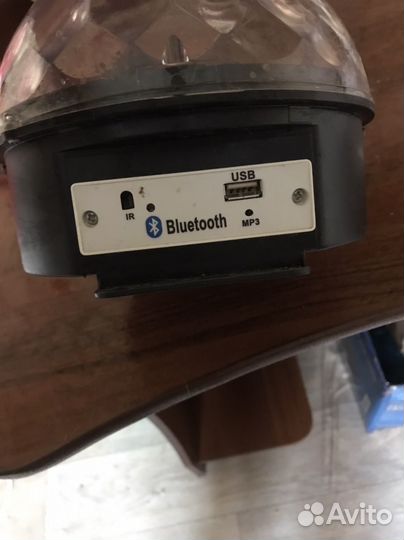 USB
IR
Bluetooth
MP3
Avito